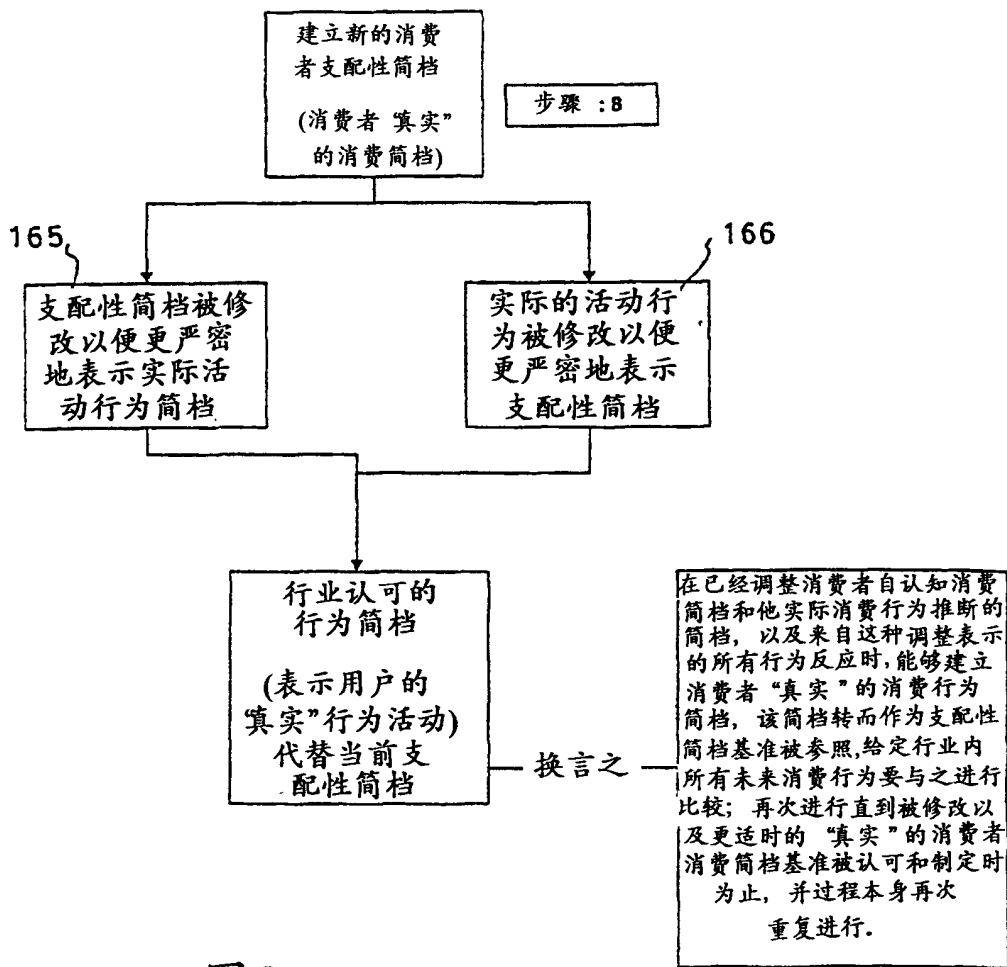 建立新的消费
者支配性简档
(消费者 “真实”
的消费简档)
步骤 :8
165
166
支配性简档被修
改以便更严密
地表示实际活
动行为简档
实际的活动行
为被修改以便
更严密地表示
支配性简档
行业认可的
行为简档
(表示用户的
“真实”行为活动)
代替当前支
配性简档
换言之
在已经调整消费者自认知消费
简档和他实际消费行为推断的
简档, 以及来自这种调整表示
的所有行为反应时,能够建立
消费者 “真实”的消费行为
简档, 该简档转而作为支配性
简档基准被参照,给定行业内
所有未来消费行为要与之进行
比较; 再次进行直到被修改以
及更适时的 “真实”的消费者
消费简档基准被认可和制定时
为止, 并过程本身再次
重复进行.